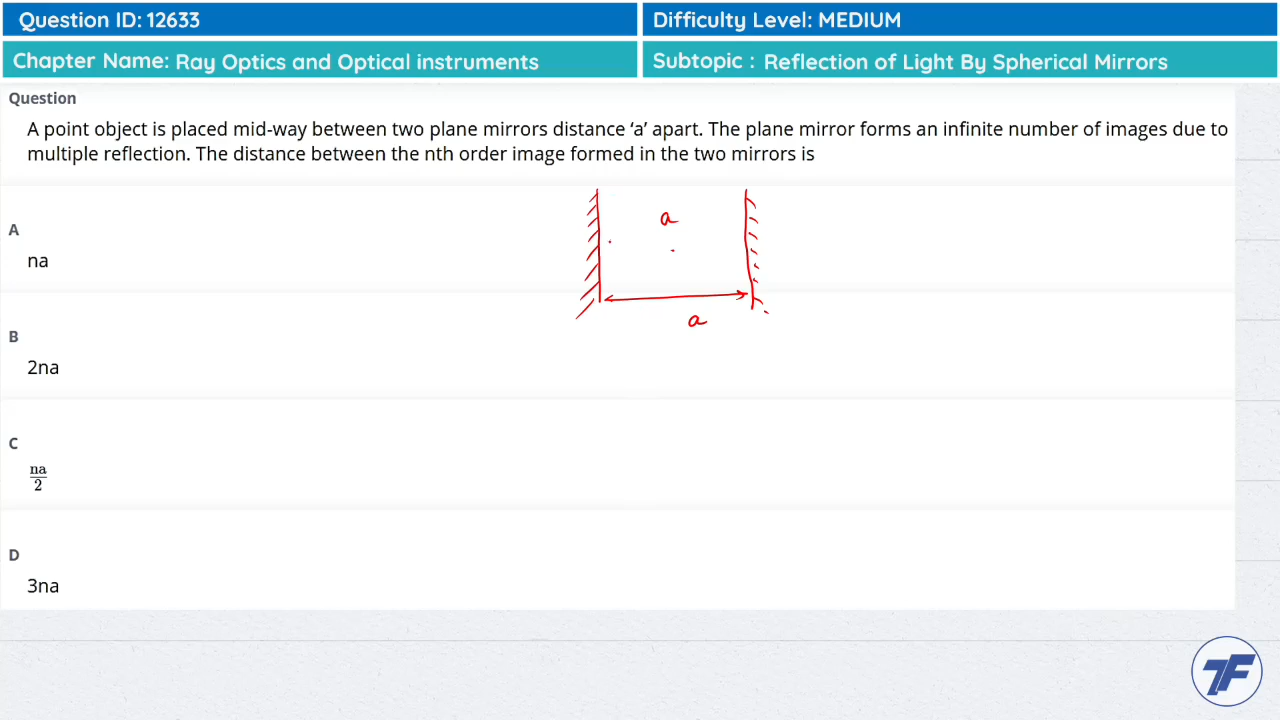 Question ID: 12633
Difficulty Level: MEDIUM
Chapter Name: Ray Optics and Optical instruments
Subtopic : Reflection of Light By Spherical Mirrors
Question
A point object is placed mid-way between two plane mirrors distance ‘a’ apart. The plane mirror forms an infinite number of images due to
multiple reflection. The distance between the nth order image formed in the two mirrors is
a
A
na
a
B
2na
C
na/2
D
3na
TF